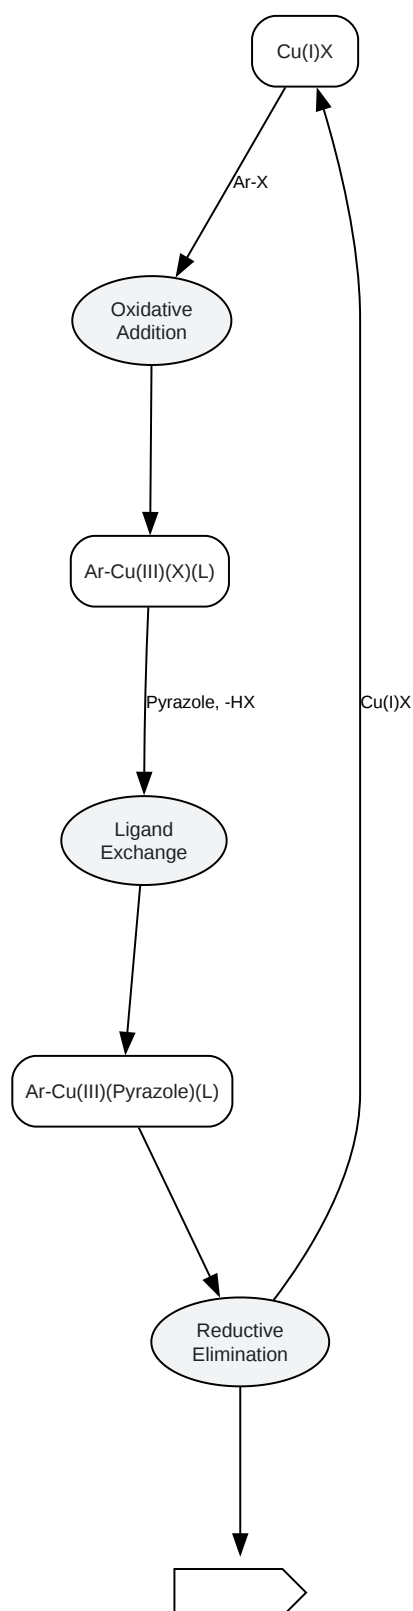 Cu(I)X
Ar-X
Oxidative
Addition
Ar-Cu(III)(X)(L)
Pyrazole, -HX
Cu(I)X
Ligand
Exchange
Ar-Cu(III)(Pyrazole)(L)
Reductive
Elimination